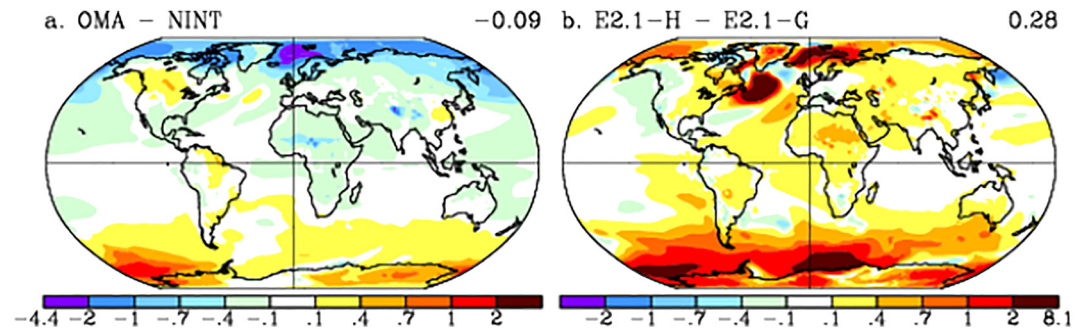 a. OMA – NINT -0.09
b. E2.1-H – E2.1-G 0.28
-4.4 -2 -1 -.7 -.4 -.1 .1 .4 .7 1 2
-2 -1 -.7 -.4 -.1 .1 .4 .7 1 2 8.1